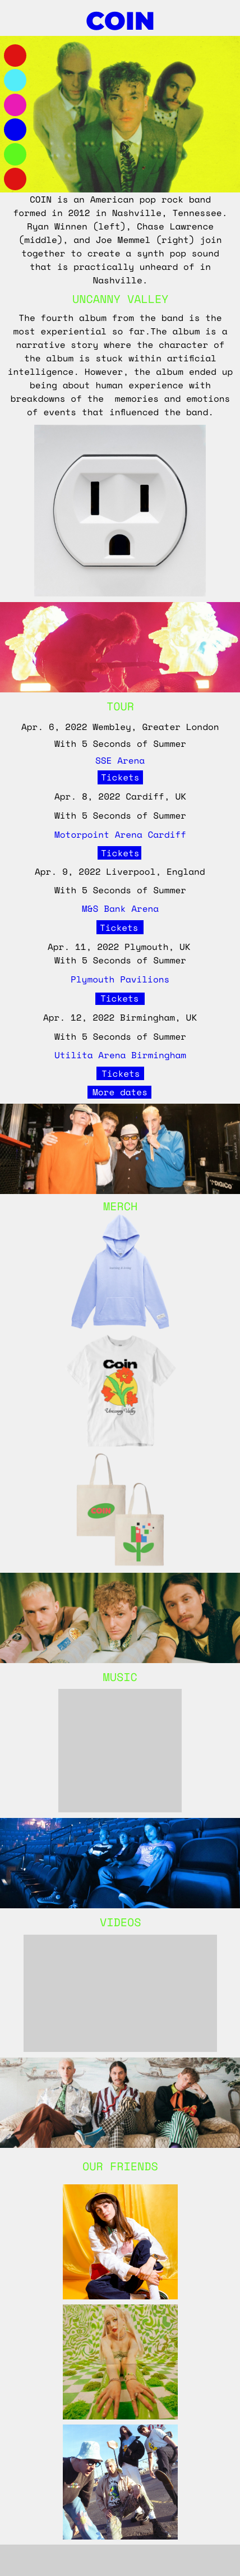 COIN
COIN is an American pop rock band
formed in 2012 in Nashville, Tennessee.
Ryan Winnen (left), Chase Lawrence
(middle), and Joe Memmel (right) join
together to create a synth pop sound
that is practically unheard of in
Nashville.
UNCANNY VALLEY
The fourth album from the band is the
most experiential so far.The album is a
narrative story where the character of
the album is stuck within artificial
intelligence. However, the album ended up
being about human experience with
breakdowns of the memories and emotions
of events that influenced the band.
TOUR
Apr. 6, 2022 Wembley, Greater London
With 5 Seconds of Summer
SSE Arena
Tickets
Apr. 8, 2022 Cardiff, UK
With 5 Seconds of Summer
Motorpoint Arena Cardiff
Tickets
Apr. 9, 2022 Liverpool, England
With 5 Seconds of Summer
M&S Bank Arena
Tickets
Apr. 11, 2022 Plymouth, UK
With 5 Seconds of Summer
Plymouth Pavilions
Tickets
Apr. 12, 2022 Birmingham, UK
With 5 Seconds of Summer
Utilita Arena Birmingham
Tickets
More dates
MERCH
Coin
Uncanny Valley
MUSIC
VIDEOS
OUR FRIENDS